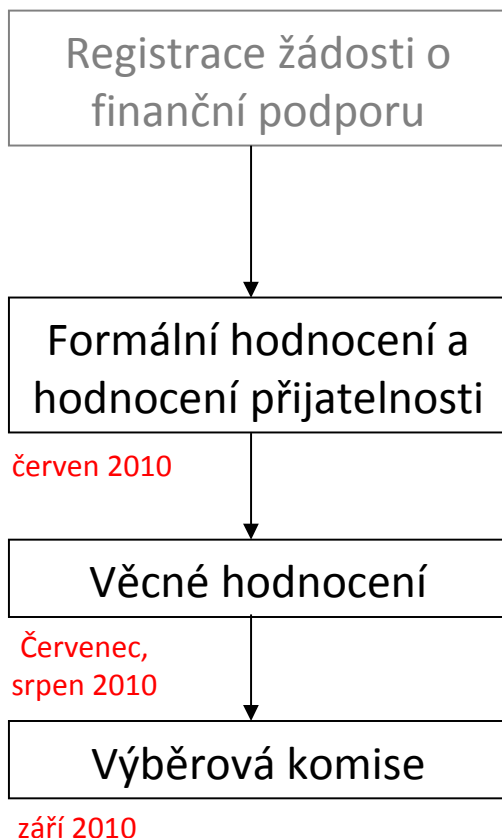 Registrace žádosti o
finanční podporu
Formální hodnocení a
hodnocení přijatelnosti
červen 2010
Věcné hodnocení
Červenec,
srpen 2010
Výběrová komise
září 2010